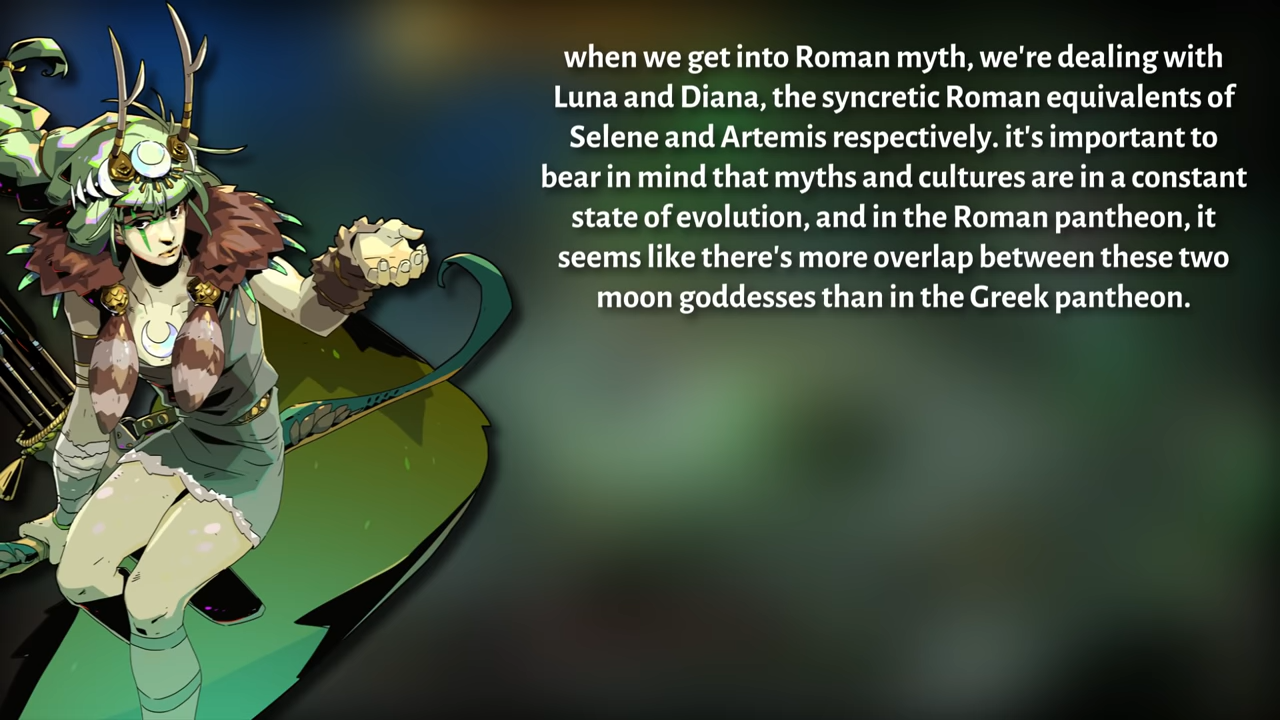 when we get into Roman myth, we're dealing with
Luna and Diana, the syncretic Roman equivalents of
Selene and Artemis respectively. it's important to
bear in mind that myths and cultures are in a constant
state of evolution, and in the Roman pantheon, it
seems like there's more overlap between these two
moon goddesses than in the Greek pantheon.